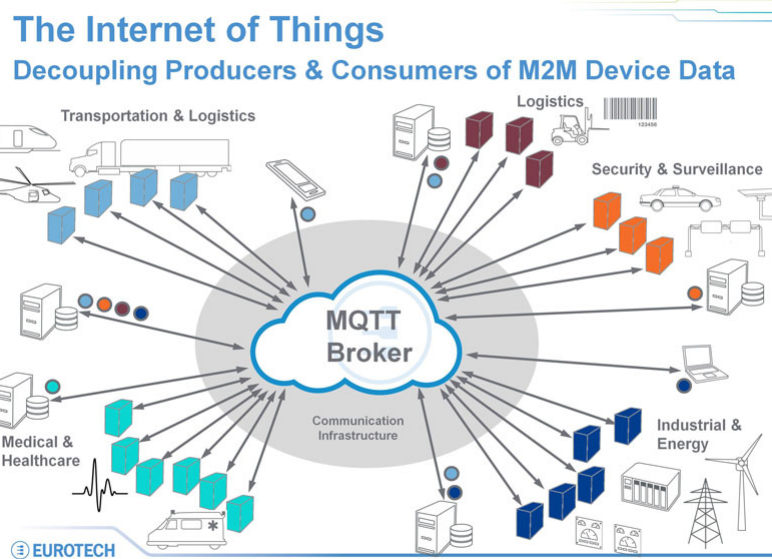 The Internet of Things
Decoupling Producers & Consumers of M2M Device Data
Transportation & Logistics
Logistics
123456
Security & Surveillance
MQTT
Broker
Communication
Infrastructure
Medical &
Healthcare
Industrial &
Energy
EUROTECH